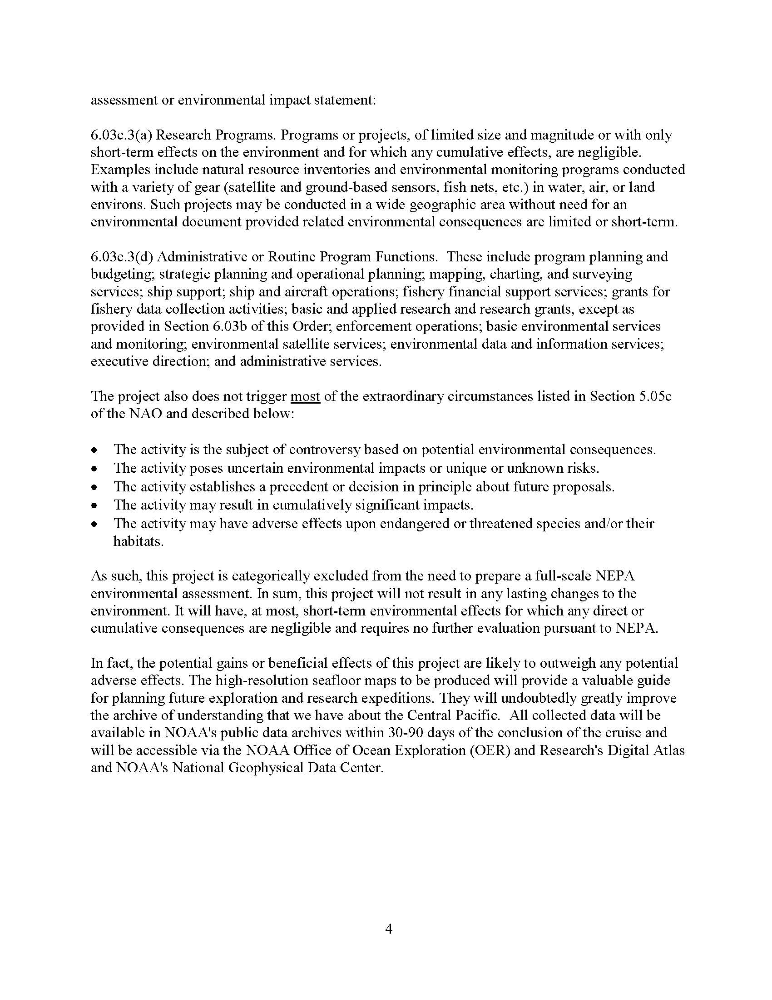 assessment or environmental impact statement:
6.03c.3(a) Research Programs. Programs or projects, of limited size and magnitude or with only
short-term effects on the environment and for which any cumulative effects, are negligible.
Examples include natural resource inventories and environmental monitoring programs conducted
with a variety of gear (satellite and ground-based sensors, fish nets, etc.) in water, air, or land
environs. Such projects may be conducted in a wide geographic area without need for an
environmental document provided related environmental consequences are limited or short-term.
6.03c.3(d) Administrative or Routine Program Functions.  These include program planning and
budgeting; strategic planning and operational planning; mapping, charting, and surveying
services; ship support; ship and aircraft operations; fishery financial support services; grants for
fishery data collection activities; basic and applied research and research grants, except as
provided in Section 6.03b of this Order; enforcement operations; basic environmental services
and monitoring; environmental satellite services; environmental data and information services;
executive direction; and administrative services.
The project also does not trigger most of the extraordinary circumstances listed in Section 5.05c
of the NAO and described below:
• The activity is the subject of controversy based on potential environmental consequences.
• The activity poses uncertain environmental impacts or unique or unknown risks.
• The activity establishes a precedent or decision in principle about future proposals.
• The activity may result in cumulatively significant impacts.
• The activity may have adverse effects upon endangered or threatened species and/or their
habitats.
As such, this project is categorically excluded from the need to prepare a full-scale NEPA
environmental assessment. In sum, this project will not result in any lasting changes to the
environment. It will have, at most, short-term environmental effects for which any direct or
cumulative consequences are negligible and requires no further evaluation pursuant to NEPA.
In fact, the potential gains or beneficial effects of this project are likely to outweigh any potential
adverse effects. The high-resolution seafloor maps to be produced will provide a valuable guide
for planning future exploration and research expeditions. They will undoubtedly greatly improve
the archive of understanding that we have about the Central Pacific.  All collected data will be
available in NOAA's public data archives within 30-90 days of the conclusion of the cruise and
will be accessible via the NOAA Office of Ocean Exploration (OER) and Research's Digital Atlas
and NOAA's National Geophysical Data Center.
4